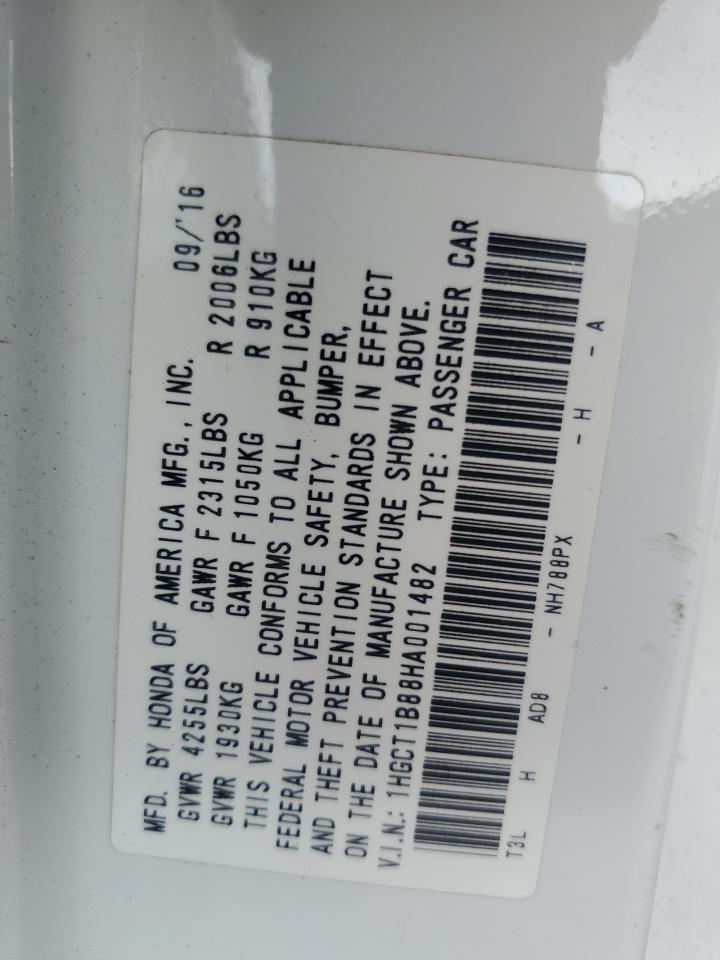 MFD. BY HONDA OF AMERICA MFG., INC. 09/'16
GVWR 4255LBS GAWR F 2315LBS R 2006LBS
GVWR 1930KG GAWR F 1050KG R 910KG
THIS VEHICLE CONFORMS TO ALL APPLICABLE
FEDERAL MOTOR VEHICLE SAFETY, BUMPER,
AND THEFT PREVENTION STANDARDS IN EFFECT
ON THE DATE OF MANUFACTURE SHOWN ABOVE.
V.I.N.: 1HGCT1B88HA001482 TYPE: PASSENGER CAR
T3L H AD8 - NH788PX - H - A